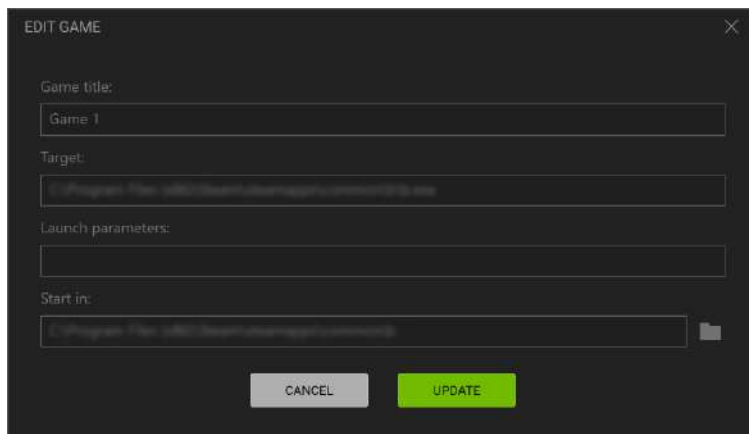 EDIT GAME
Game title:
Game 1
Target:
Launch parameters:
Start in:
CANCEL
UPDATE